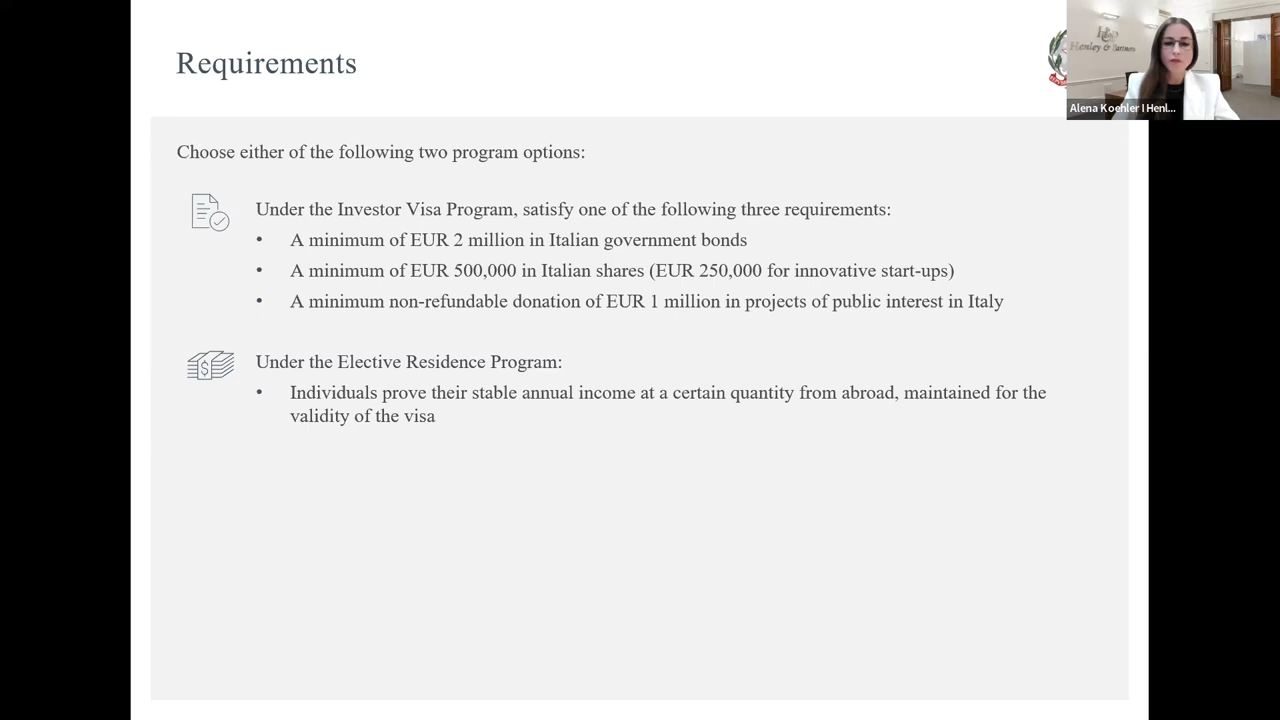 Requirements
Henley & Partners
Alena Koehler I Henl...
Choose either of the following two program options:
Under the Investor Visa Program, satisfy one of the following three requirements:
• A minimum of EUR 2 million in Italian government bonds
• A minimum of EUR 500,000 in Italian shares (EUR 250,000 for innovative start-ups)
• A minimum non-refundable donation of EUR 1 million in projects of public interest in Italy
$
Under the Elective Residence Program:
• Individuals prove their stable annual income at a certain quantity from abroad, maintained for the
validity of the visa